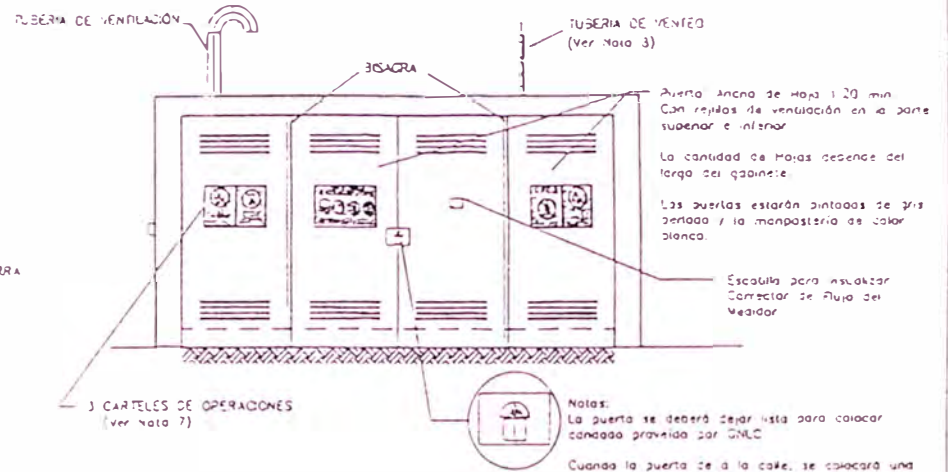 TUBERIA DE VENTILACIÓN
TUBERIA DE VENTEO
(Ver Nota 3)
BISAGRA
Puerta: Ancho de Hoja 1.20 min.
Con rejillas de ventilación en la parte
superior e inferior
La cantidad de Hojas depende del
largo del gabinete.
Las puertas estarán pintadas de gris
perlado y la mamposteria de color
blanco.
Escotilla para visualizar
Corrector de Flujo del
Medidor
3 CARTELES DE OPERACIONES
(Ver Nota 7)
Notas:
La puerta se deberá dejar lista para colocar
candado proveido por GNLC
Cuando la puerta de a la calle, se colocará una